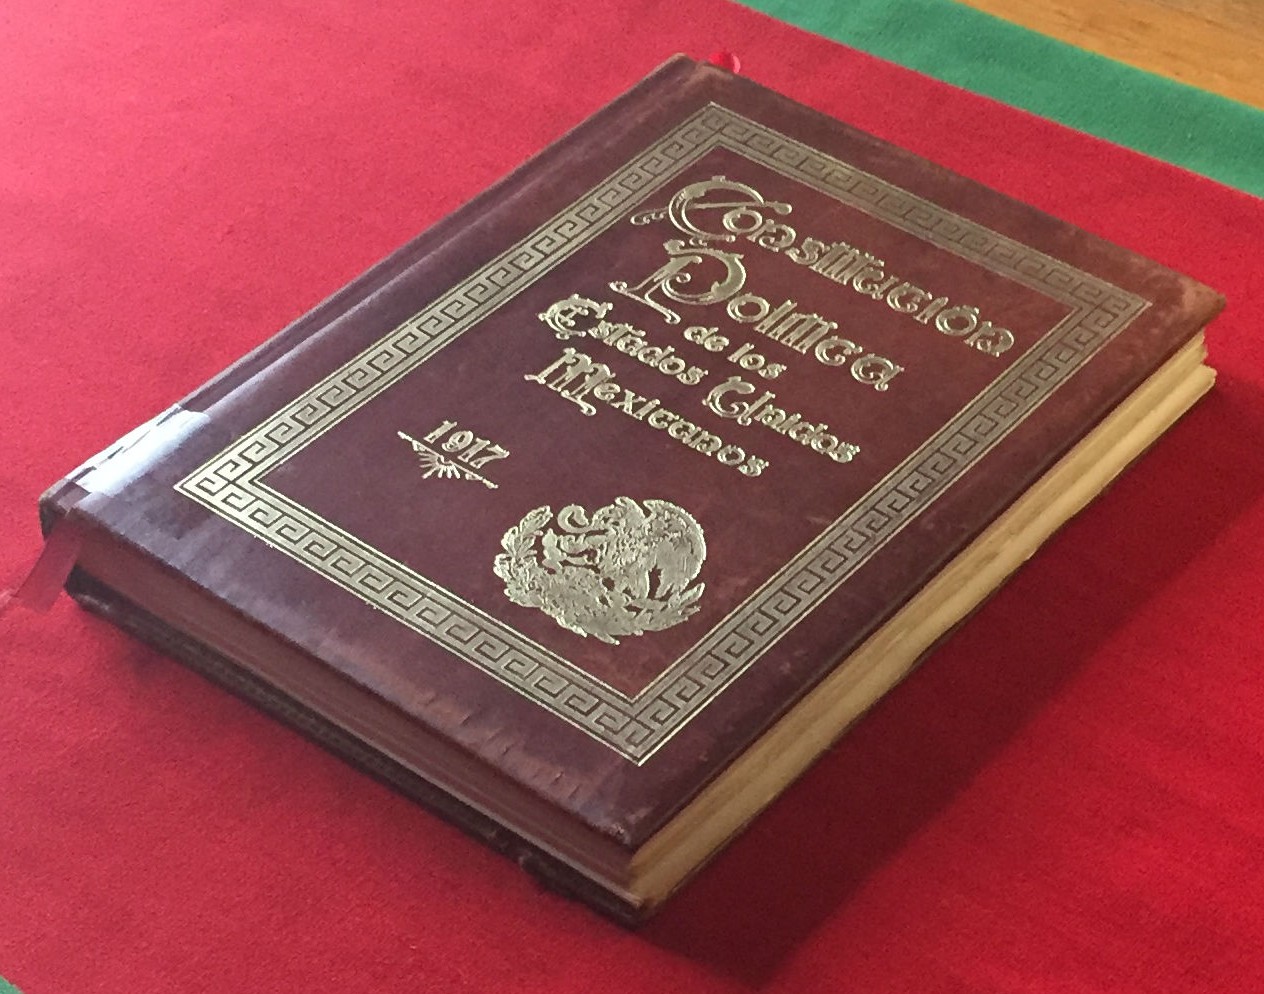 Constitución
Política
de los
Estados Unidos
Mexicanos
1917